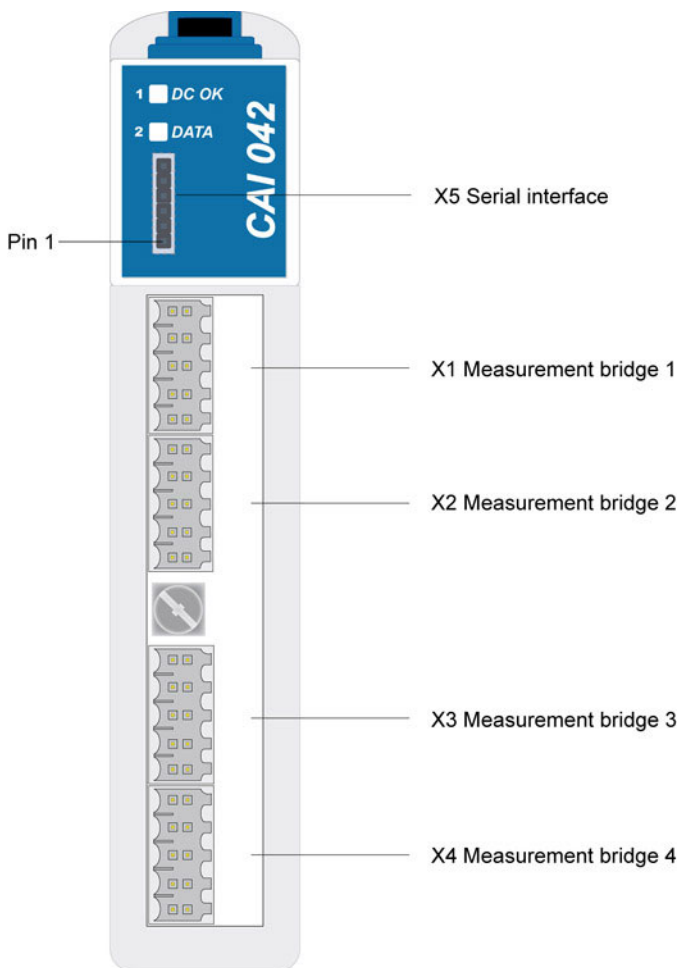 1 DC OK
2 DATA
CAI 042
X5 Serial interface
Pin 1
X1 Measurement bridge 1
X2 Measurement bridge 2
X3 Measurement bridge 3
X4 Measurement bridge 4